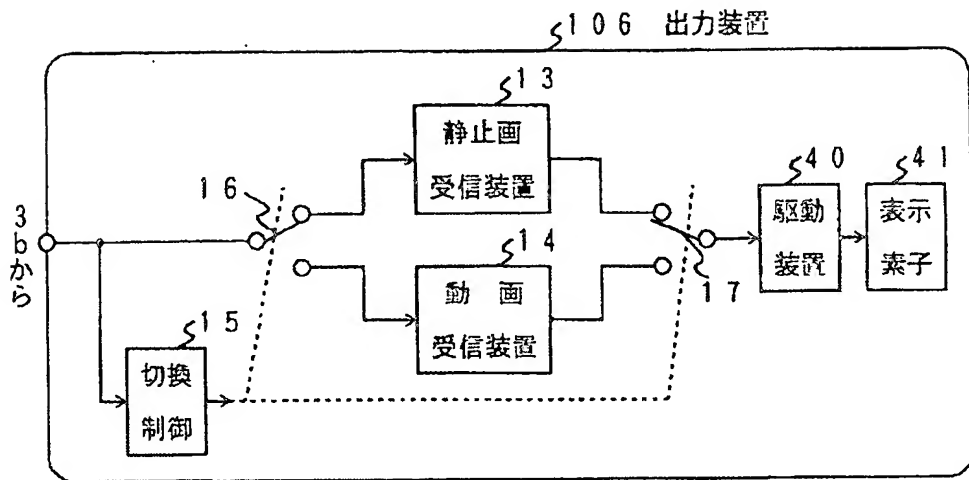 106 出力装置
13
静止画
受信装置
16
3bから
14
動 画
受信装置
17
40
駆動
装置
41
表示
素子
15
切換
制御